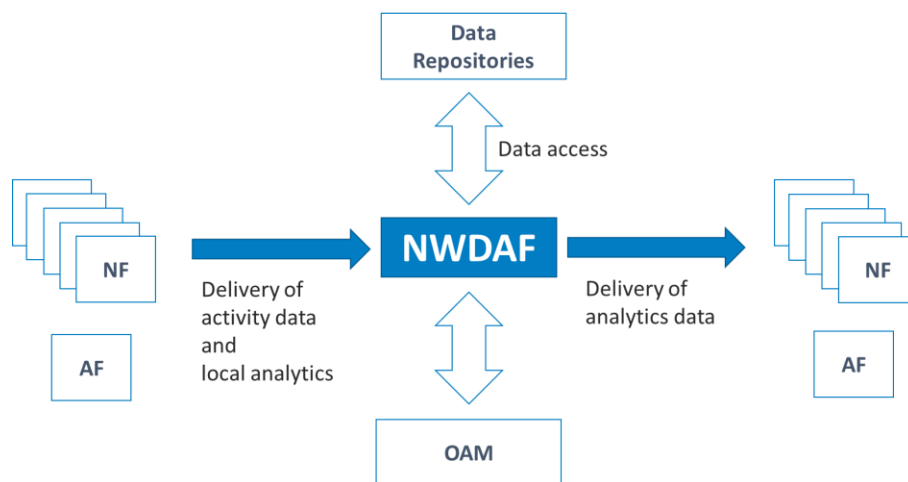 Data
Repositories
Data access
NF
AF
Delivery of
activity data
and
local analytics
NWDAF
Delivery of
analytics data
NF
AF
OAM